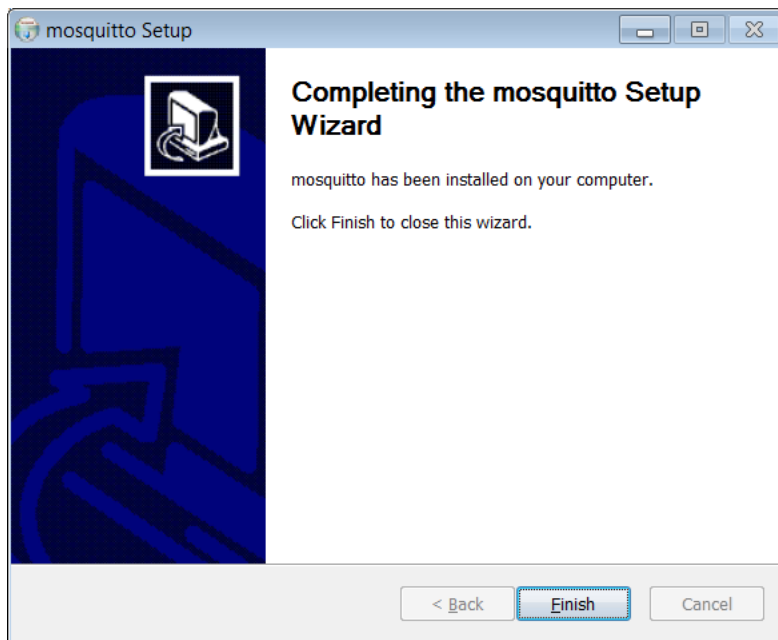 mosquitto Setup
Completing the mosquitto Setup
Wizard
mosquitto has been installed on your computer.
Click Finish to close this wizard.
< Back
Finish
Cancel